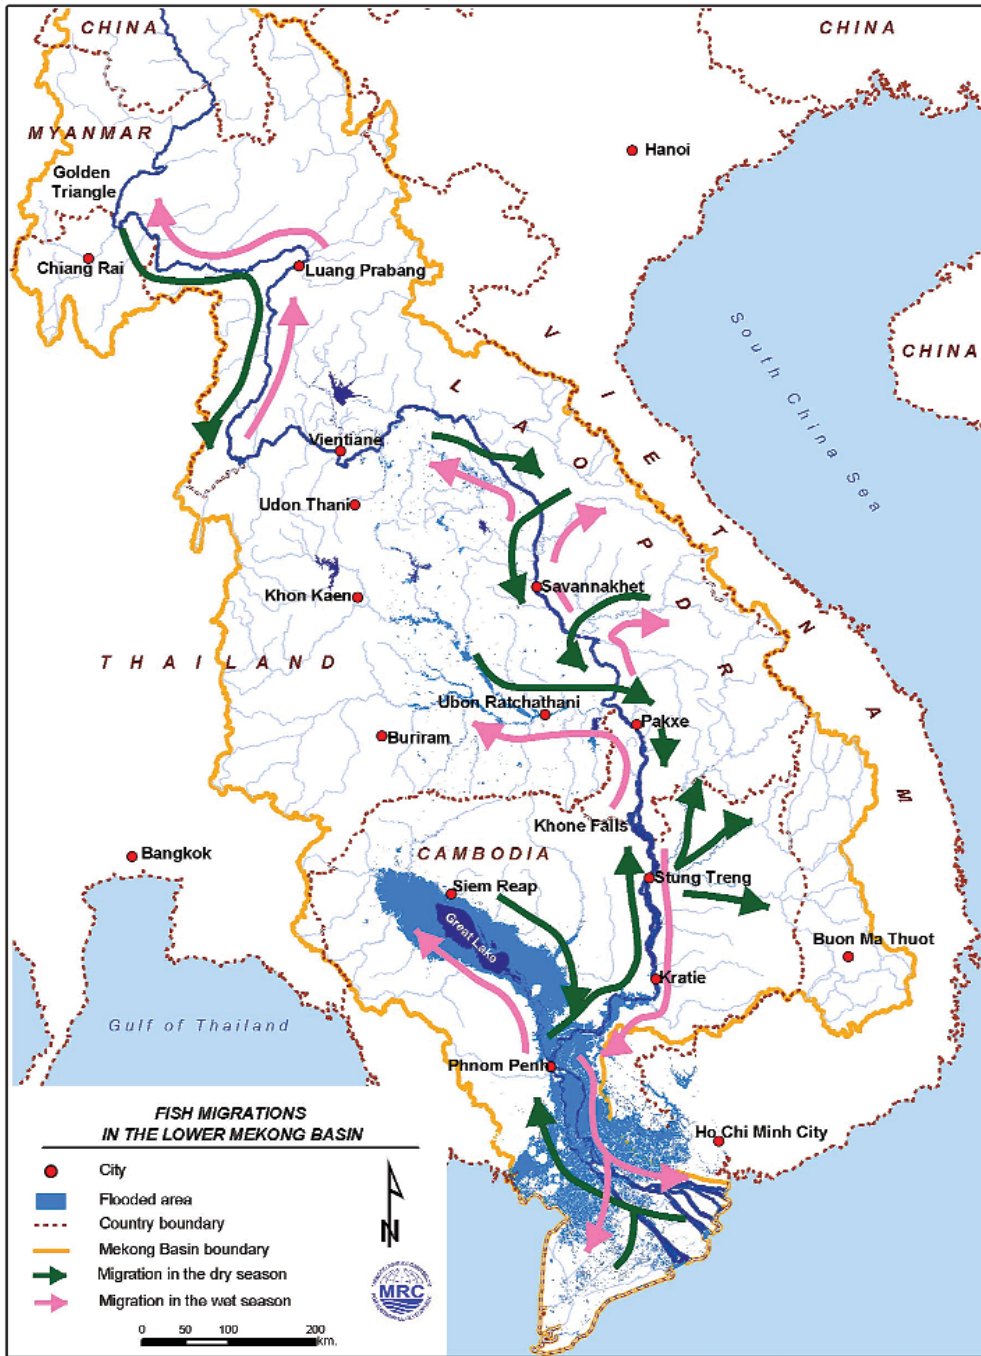 CHINA
CHINA
MYANMAR
Hanoi
Golden
Triangle
Chiang Rai
Luang Prabang
CHINA
South China Sea
VIETNAM
LAO PDR
Vientiane
Udon Thani
Savannakhet
Khon Kaen
THAILAND
Ubon Ratchathani
Pakxe
Buriram
Khone Falls
CAMBODIA
Bangkok
Siem Reap
Stung Treng
Great Lake
Buon Ma Thuot
Kratie
Gulf of Thailand
Phnom Penh
Ho Chi Minh City
FISH MIGRATIONS
IN THE LOWER MEKONG BASIN
City
Flooded area
Country boundary
Mekong Basin boundary
Migration in the dry season
Migration in the wet season
N
MRC
0 50 100 200
km.